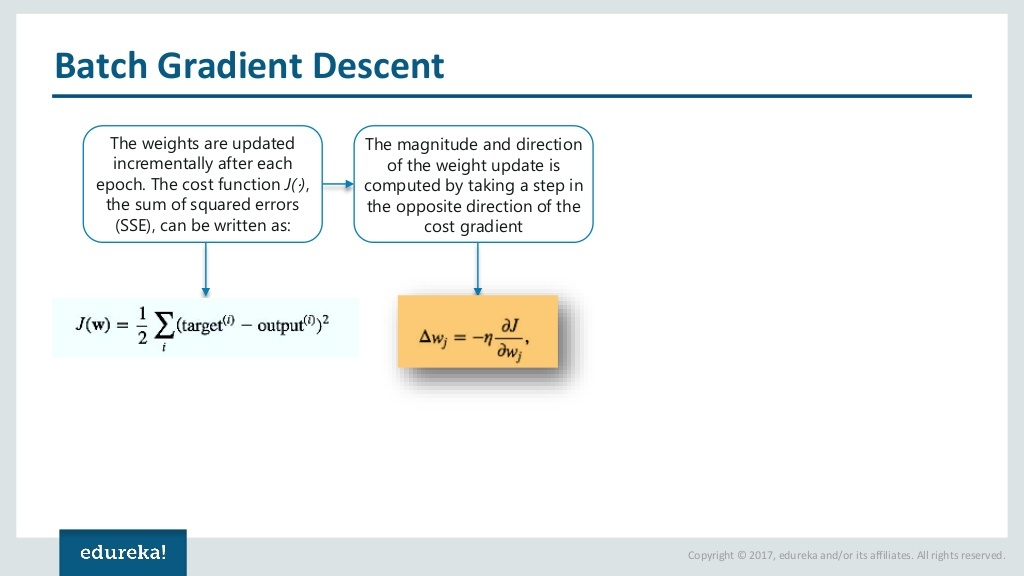 Batch Gradient Descent
The weights are updated
incrementally after each
epoch. The cost function J(·),
the sum of squared errors
(SSE), can be written as:
The magnitude and direction
of the weight update is
computed by taking a step in
the opposite direction of the
cost gradient
J(w) = 1/2 ∑_i (target^(i) − output^(i))^2
Δw_j = −η ∂J/∂w_j,
edureka!
Copyright © 2017, edureka and/or its affiliates. All rights reserved.